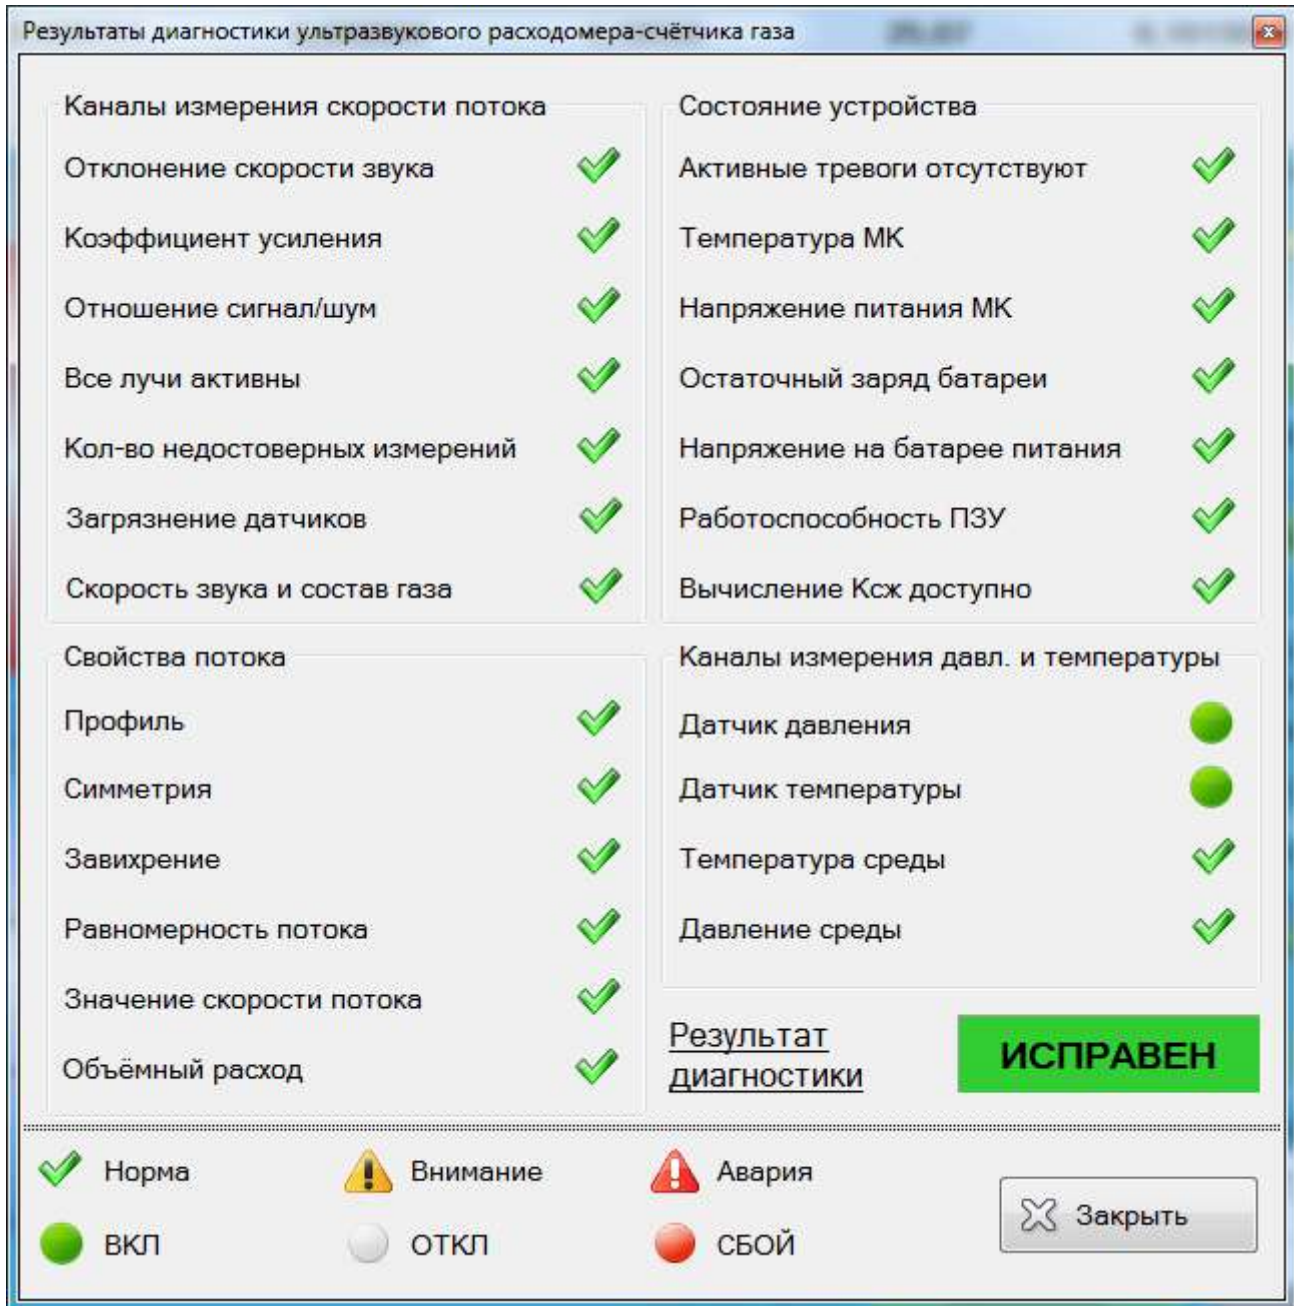 Результаты диагностики ультразвукового расходомера-счётчика газа
Каналы измерения скорости потока
Отклонение скорости звука
Коэффициент усиления
Отношение сигнал/шум
Все лучи активны
Кол-во недостоверных измерений
Загрязнение датчиков
Скорость звука и состав газа
Состояние устройства
Активные тревоги отсутствуют
Температура МК
Напряжение питания МК
Остаточный заряд батареи
Напряжение на батарее питания
Работоспособность ПЗУ
Вычисление Ксж доступно
Свойства потока
Профиль
Симметрия
Завихрение
Равномерность потока
Значение скорости потока
Объёмный расход
Каналы измерения давл. и температуры
Датчик давления
Датчик температуры
Температура среды
Давление среды
Результат
диагностики
ИСПРАВЕН
Норма
Внимание
Авария
ВКЛ
ОТКЛ
СБОЙ
Закрыть